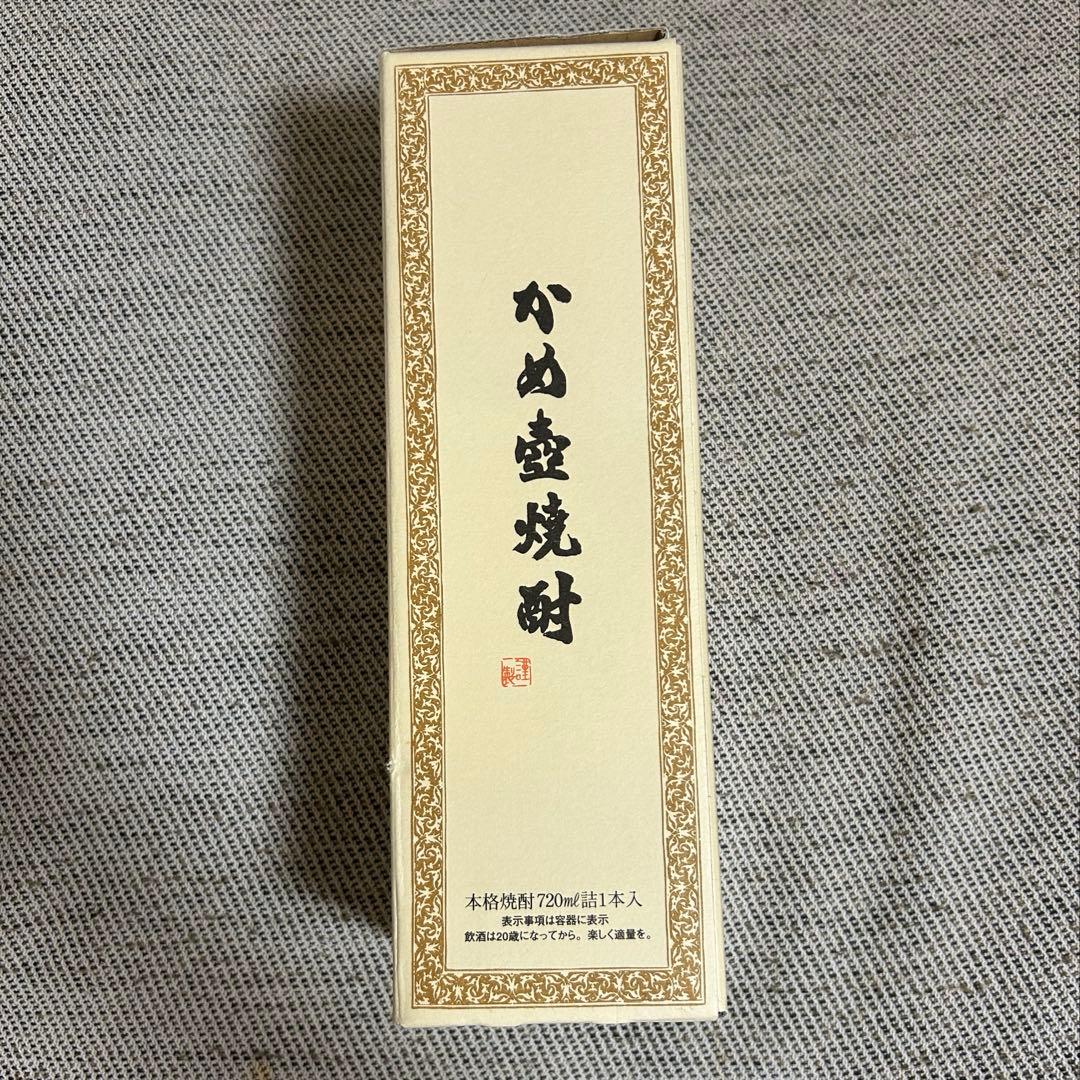 かめ壺焼酎
謹製
本格焼酎720㎖詰1本入
表示事項は容器に表示
飲酒は20歳になってから。楽しく適量を。